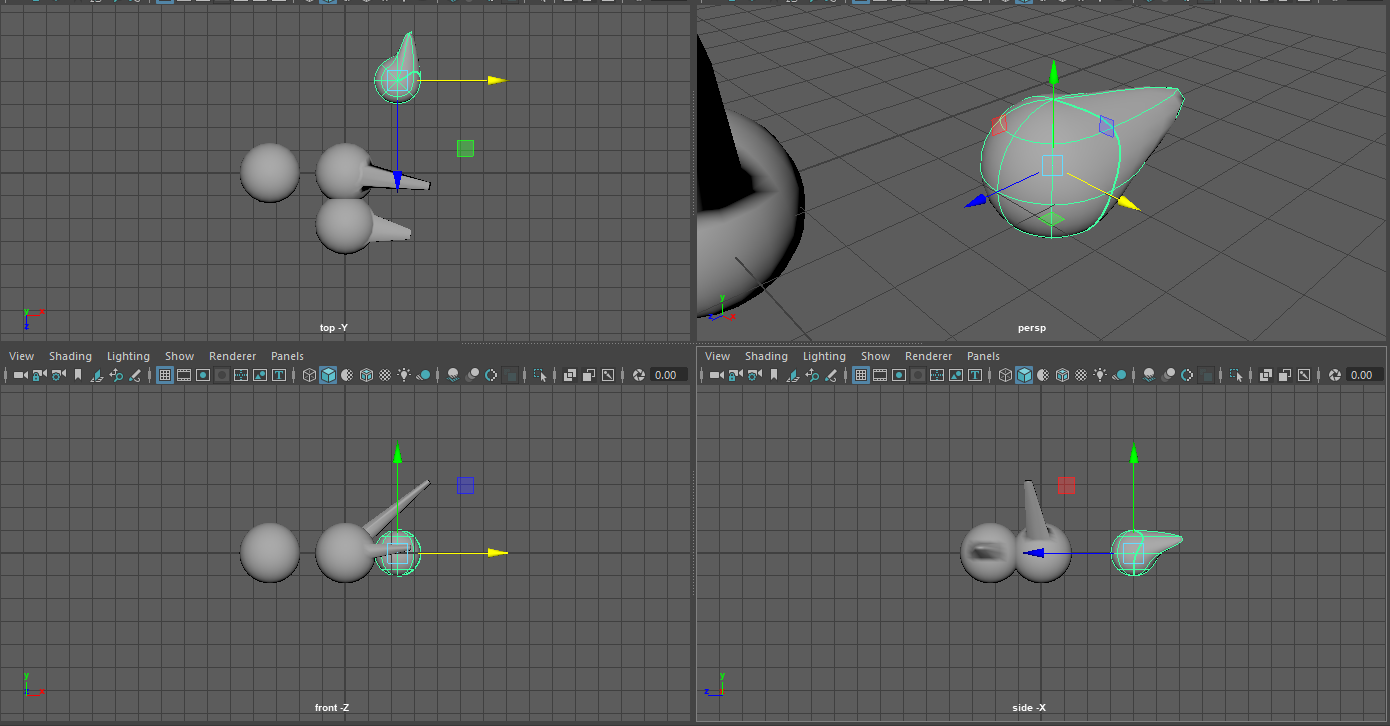 top -Y
persp
View Shading Lighting Show Renderer Panels
0.00
front -Z
View Shading Lighting Show Renderer Panels
0.00
side -X
y
x
z
y
z
x
y
x
y
z